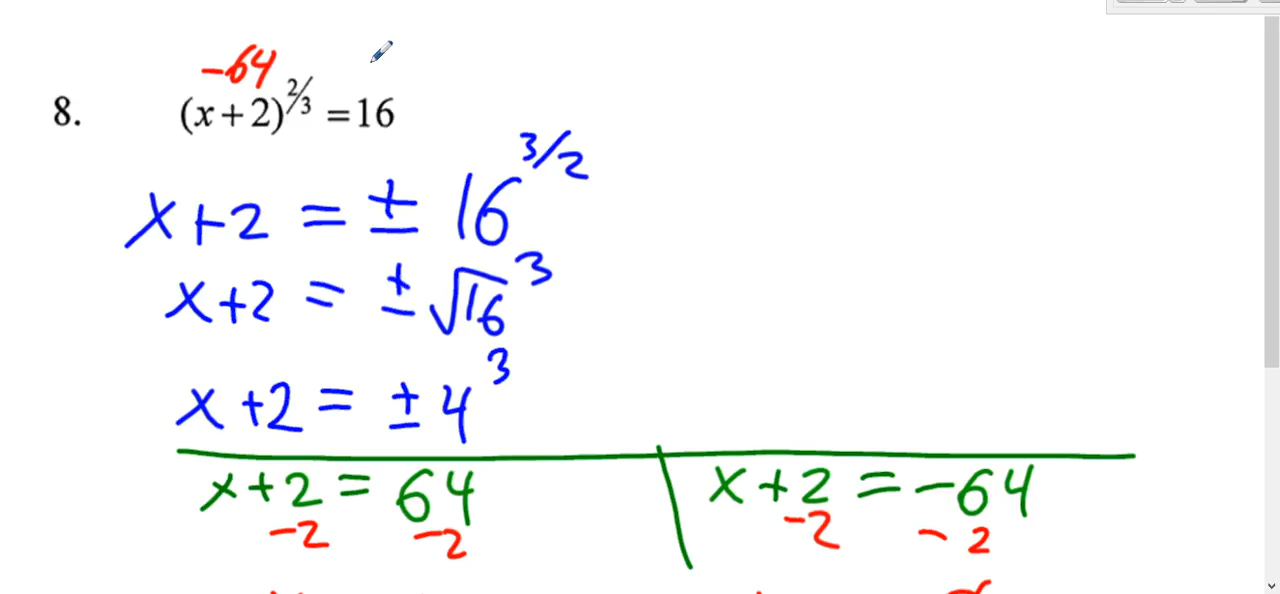 -64
8. (x+2)^(2/3) = 16
x+2 = ± 16^(3/2)
x+2 = ± √16^3
x+2 = ± 4^3
x+2 = 64 x+2 = -64
-2 -2 -2 -2